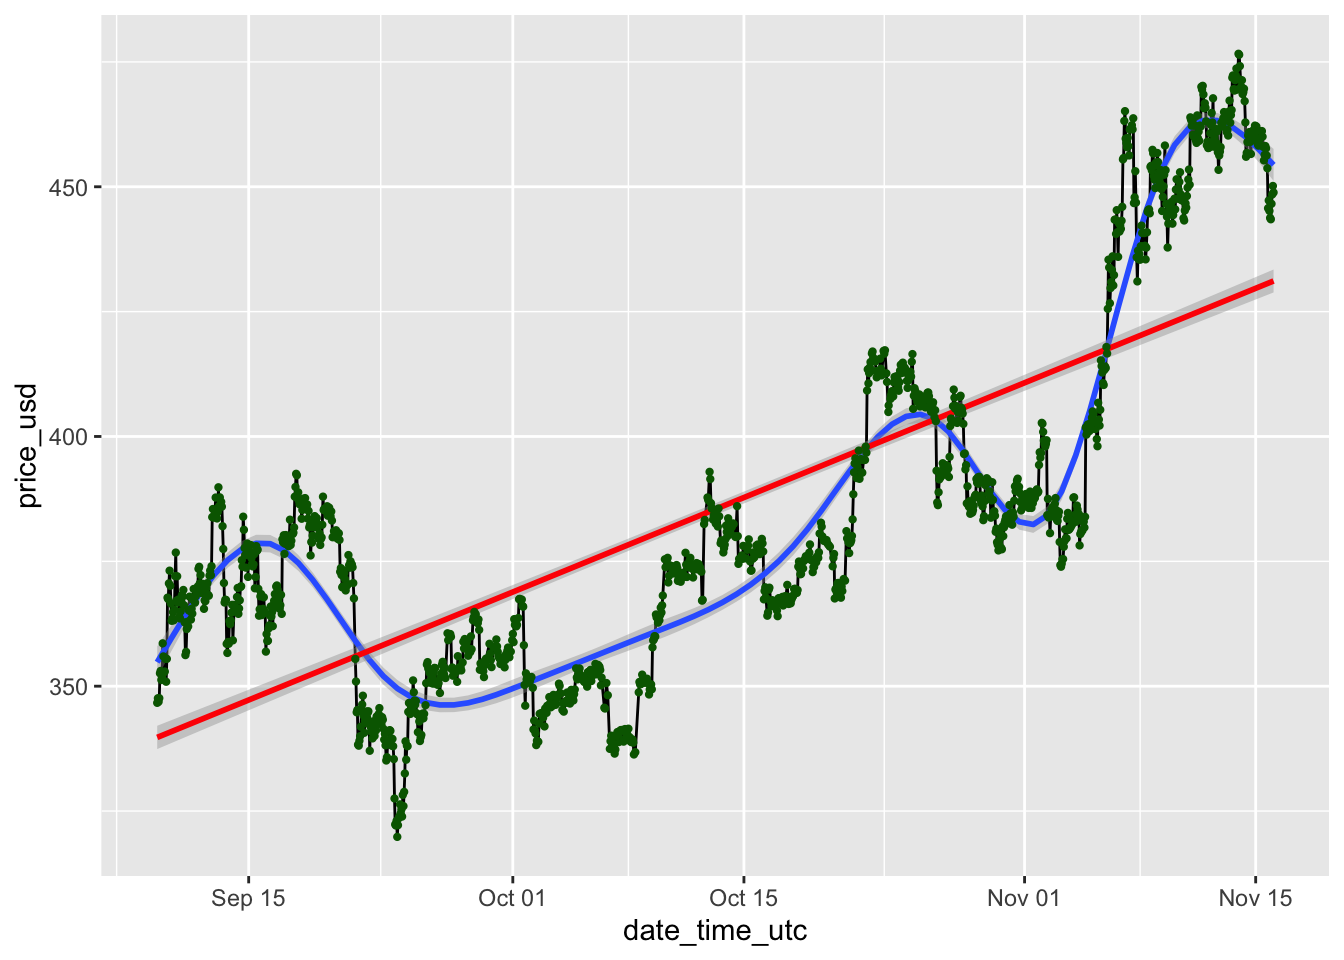 price_usd
450
400
350
Sep 15
Oct 01
Oct 15
Nov 01
Nov 15
date_time_utc